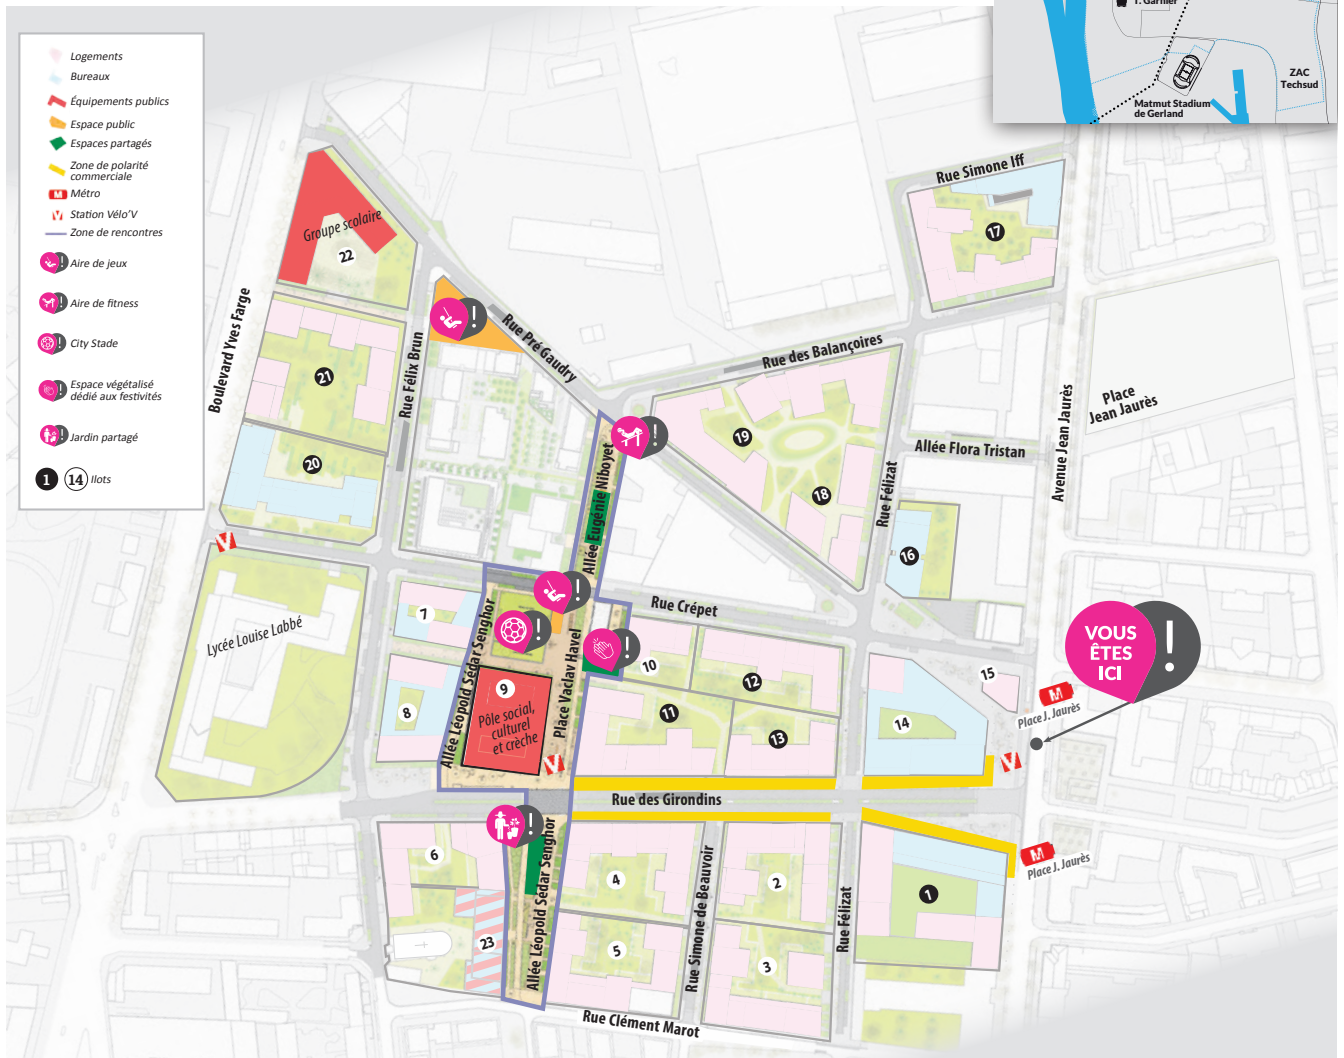 T. Garnier
ZAC
Techsud
Matmut Stadium
de Gerland
Logements
Bureaux
Équipements publics
Espace public
Espaces partagés
Zone de polarité
commerciale
M Métro
V Station Vélo'V
Zone de rencontres
! Aire de jeux
! Aire de fitness
! City Stade
! Espace végétalisé
dédié aux festivités
! Jardin partagé
1 14 Ilots
Rue Simone Iff
17
Groupe scolaire
22
Boulevard Yves Farge
Rue Félix Brun
!
Rue Pré Gaudry
Rue des Balançoires
21
20
Place
Jean Jaurès
Avenue Jean Jaurès
Allée Flora Tristan
!
19
18
Rue Félizat
16
Allée Eugénie Niboyet
V
Lycée Louise Labbé
7
8
!
!
Allée Léopold Sédar Senghor
Place Vaclav Havel
9
Pôle social,
culturel
et crèche
V
Rue Crépet
!
10
12
11
13
14
15
VOUS
ÊTES
ICI
!
M
Place J. Jaurès
V
Rue des Girondins
!
M
Place J. Jaurès
6
23
Allée Léopold Sédar Senghor
4
5
Rue Simone de Beauvoir
2
3
Rue Félizat
1
Rue Clément Marot